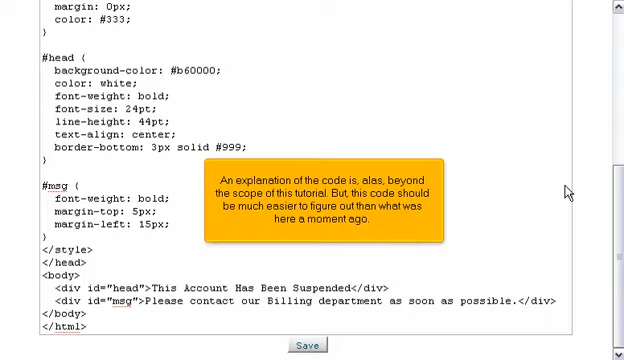 margin: 0px;
color: #333;
}
#head {
background-color: #b60000;
color: white;
font-weight: bold;
font-size: 24pt;
line-height: 44pt;
text-align: center;
border-bottom: 3px solid #999;
}
#msg {
font-weight: bold;
margin-top: 5px;
margin-left: 15px;
}
</style>
</head>
<body>
<div id="head">This Account Has Been Suspended</div>
<div id="msg">Please contact our Billing department as soon as possible.</div>
</body>
</html>
An explanation of the code is, alas, beyond
the scope of this tutorial. But, this code should
be much easier to figure out than what was
here a moment ago.
Save